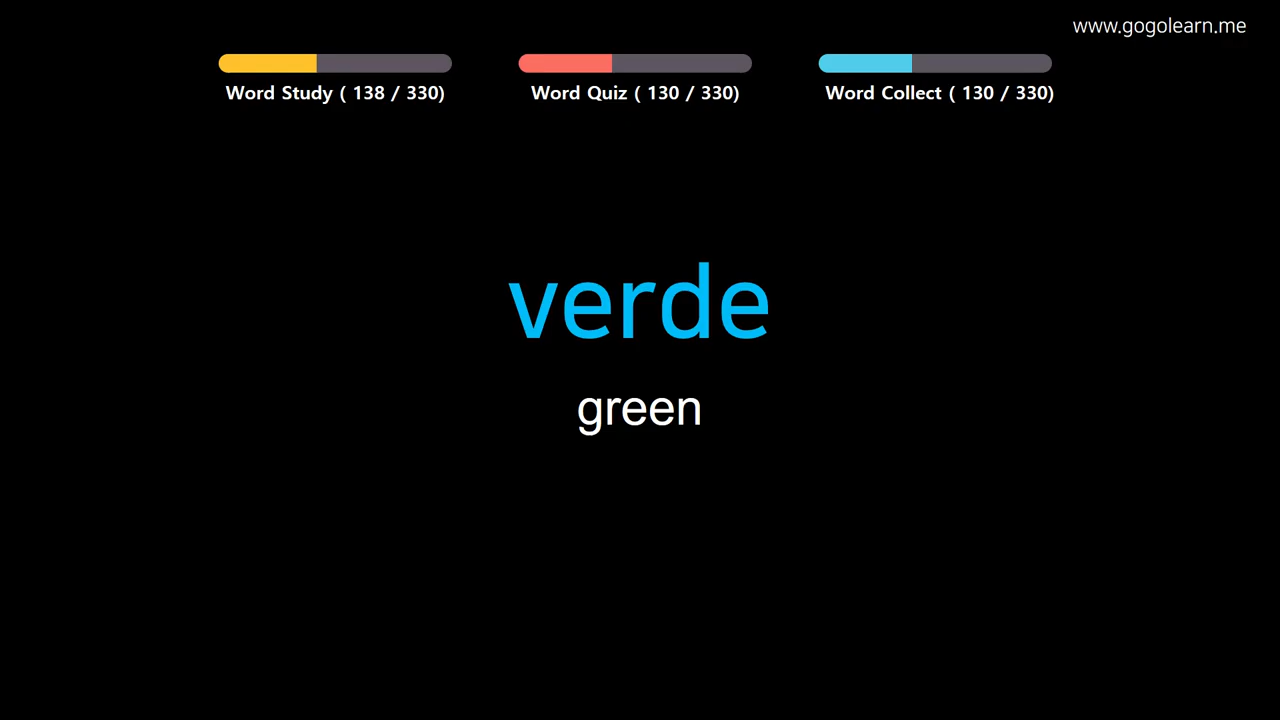 www.gogolearn.me
Word Study ( 138 / 330)
Word Quiz ( 130 / 330)
Word Collect ( 130 / 330)
verde
green